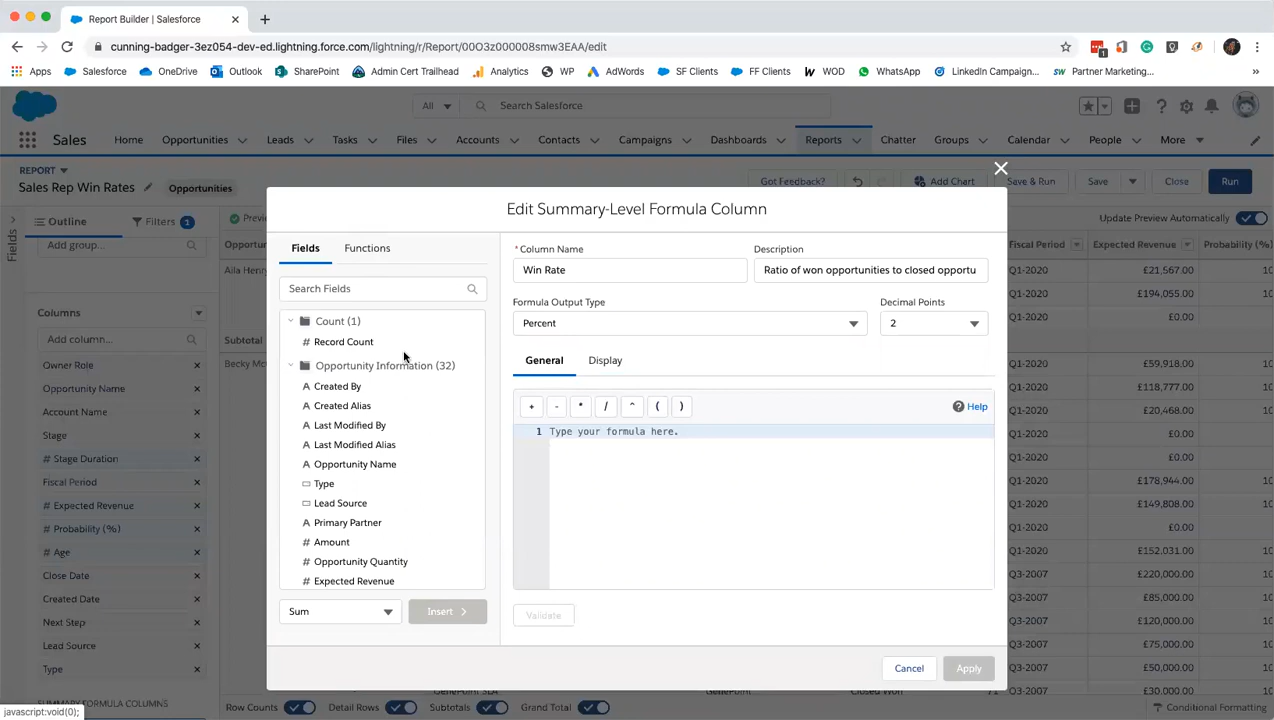 Report Builder | Salesforce
cunning-badger-3ez054-dev-ed.lightning.force.com/lightning/r/Report/00O3z000008smw3EAA/edit
Apps Salesforce OneDrive Outlook SharePoint Admin Cert Trailhead Analytics WP AdWords SF Clients FF Clients WOD WhatsApp LinkedIn Campaign... Partner Marketing... »
All Search Salesforce
Sales Home Opportunities Leads Tasks Files Accounts Contacts Campaigns Dashboards Reports Chatter Groups Calendar People More
REPORT
Sales Rep Win Rates Opportunities
Got Feedback? Add Chart Save & Run Save Close Run
Fields
Outline Filters 1
Update Preview Automatically
Add group...
Columns
Add column...
Owner Role
Opportunity Name
Account Name
Stage
# Stage Duration
Fiscal Period
# Expected Revenue
# Probability (%)
# Age
Close Date
Created Date
Next Step
Lead Source
Type
SUMMARY FORMULA COLUMNS
Subtotal
Edit Summary-Level Formula Column
Fields Functions
Search Fields
Count (1)
# Record Count
Opportunity Information (32)
A Created By
A Created Alias
A Last Modified By
A Last Modified Alias
A Opportunity Name
Type
Lead Source
A Primary Partner
# Amount
# Opportunity Quantity
# Expected Revenue
Sum
Insert >
* Column Name
Win Rate
Description
Ratio of won opportunities to closed opportu
Formula Output Type
Percent
Decimal Points
2
General Display
+ - * / ^ ( )
Help
1 Type your formula here.
Validate
Cancel Apply
Fiscal Period Expected Revenue Probability (%)
Q1-2020 £21,567.00
Q1-2020 £194,055.00
Q1-2020 £0.00
Q1-2020 £59,918.00
Q1-2020 £118,777.00
Q1-2020 £20,468.00
Q1-2020 £0.00
Q1-2020 £0.00
Q1-2020 £178,944.00
Q1-2020 £149,808.00
Q1-2020 £0.00
Q1-2020 £152,031.00
Q3-2007 £220,000.00
Q3-2007 £85,000.00
Q3-2007 £120,000.00
Q3-2007 £75,000.00
Q3-2007 £50,000.00
Q3-2007 £30,000.00
Row Counts Detail Rows Subtotals Grand Total Conditional Formatting
javascript:void(0);